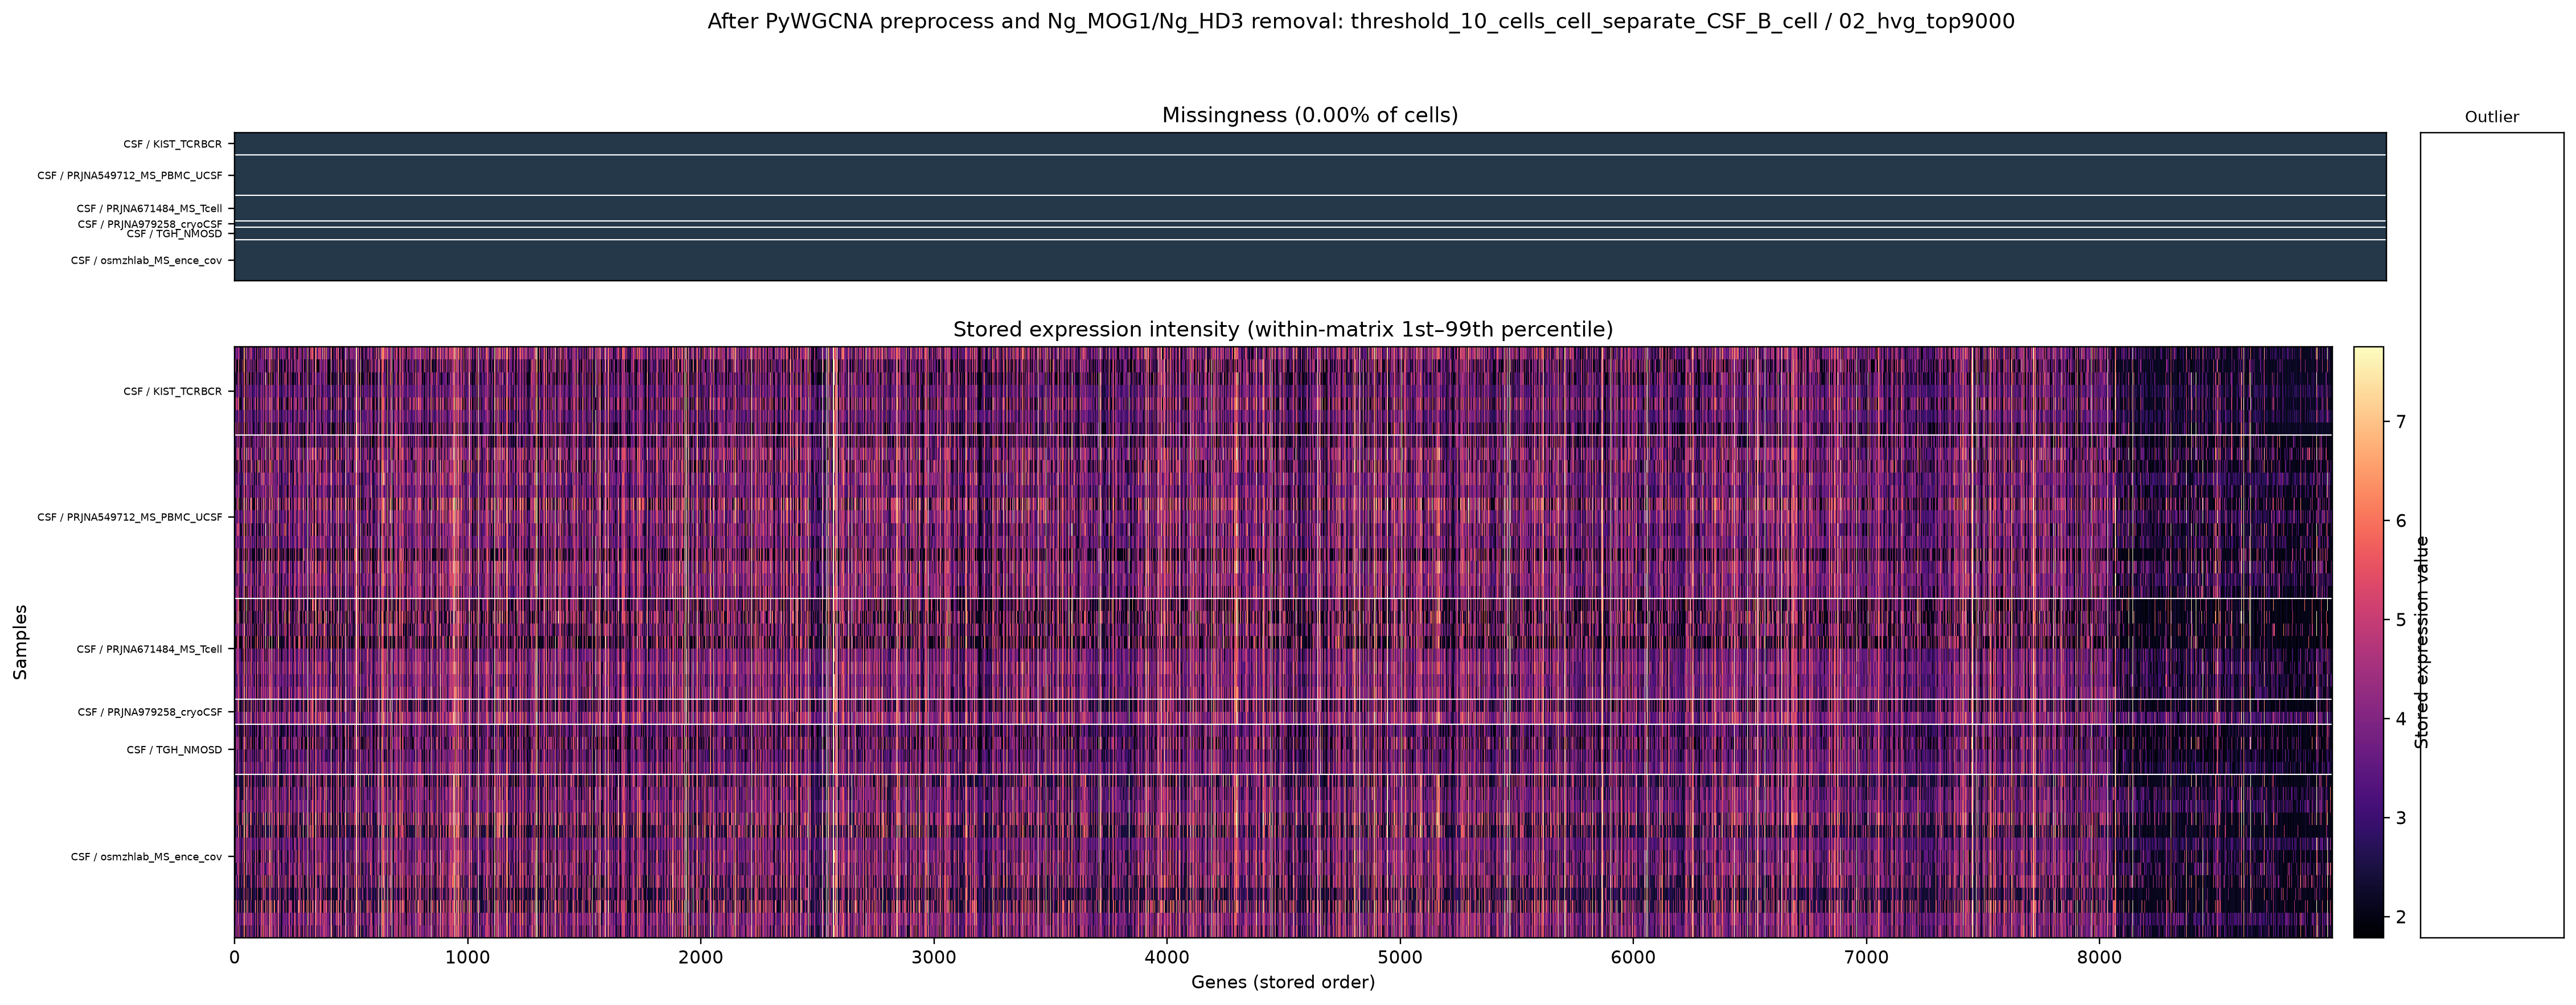 After PyWGCNA preprocess and Ng_MOG1/Ng_HD3 removal: threshold_10_cells_cell_separate_CSF_B_cell / 02_hvg_top9000
Missingness (0.00% of cells)
Outlier
CSF / KIST_TCRBCR
CSF / PRJNA549712_MS_PBMC_UCSF
CSF / PRJNA671484_MS_Tcell
CSF / PRJNA979258_cryoCSF
CSF / TGH_NMOSD
CSF / osmzhlab_MS_ence_cov
Stored expression intensity (within-matrix 1st–99th percentile)
CSF / KIST_TCRBCR
CSF / PRJNA549712_MS_PBMC_UCSF
CSF / PRJNA671484_MS_Tcell
CSF / PRJNA979258_cryoCSF
CSF / TGH_NMOSD
CSF / osmzhlab_MS_ence_cov
Samples
7
6
5
4
3
2
Stored expression value
0 1000 2000 3000 4000 5000 6000 7000 8000
Genes (stored order)